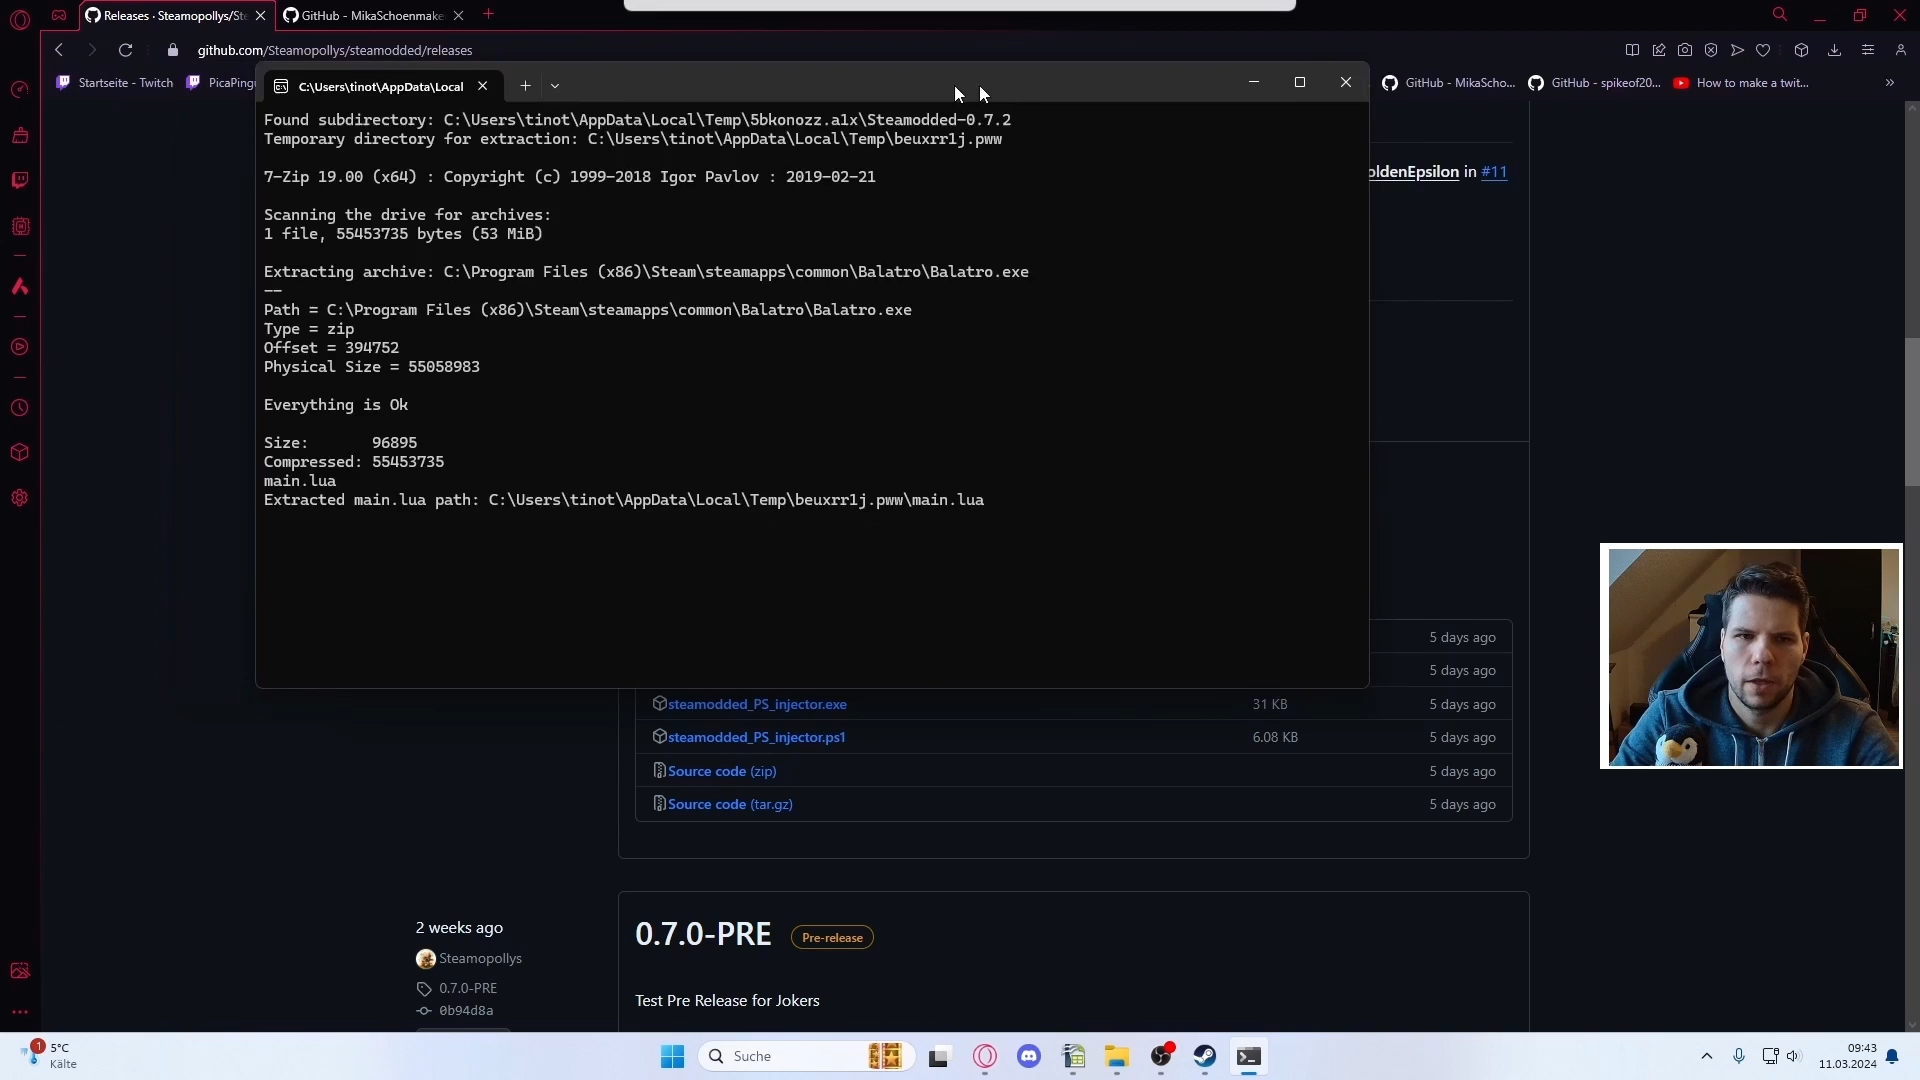 Releases · Steamopollys/Ste
GitHub - MikaSchoenmake
github.com/Steamopollys/steamodded/releases
Startseite - Twitch
PicaPingu
GitHub - MikaScho...
GitHub - spikeof20...
How to make a twit...
C:\Users\tinot\AppData\Local
Found subdirectory: C:\Users\tinot\AppData\Local\Temp\5bkonozz.a1x\Steamodded-0.7.2
Temporary directory for extraction: C:\Users\tinot\AppData\Local\Temp\beuxrr1j.pww
7-Zip 19.00 (x64) : Copyright (c) 1999-2018 Igor Pavlov : 2019-02-21
Scanning the drive for archives:
1 file, 55453735 bytes (53 MiB)
Extracting archive: C:\Program Files (x86)\Steam\steamapps\common\Balatro\Balatro.exe
--
Path = C:\Program Files (x86)\Steam\steamapps\common\Balatro\Balatro.exe
Type = zip
Offset = 394752
Physical Size = 55058983
Everything is Ok
Size:       96895
Compressed: 55453735
main.lua
Extracted main.lua path: C:\Users\tinot\AppData\Local\Temp\beuxrr1j.pww\main.lua
oldenEpsilon in #11
5 days ago
5 days ago
steamodded_PS_injector.exe 31 KB 5 days ago
steamodded_PS_injector.ps1 6.08 KB 5 days ago
Source code (zip) 5 days ago
Source code (tar.gz) 5 days ago
2 weeks ago
Steamopollys
0.7.0-PRE
0b94d8a
0.7.0-PRE Pre-release
Test Pre Release for Jokers
1
5°C
Kälte
Suche
09:43
11.03.2024